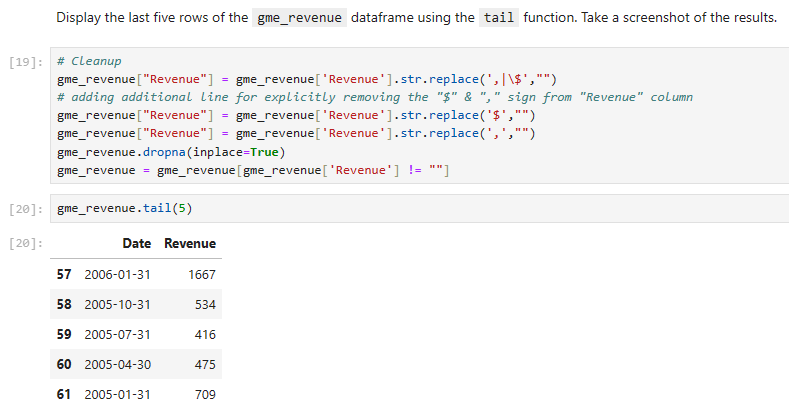 Display the last five rows of the gme_revenue dataframe using the tail function. Take a screenshot of the results.
[19]: # Cleanup
gme_revenue["Revenue"] = gme_revenue['Revenue'].str.replace(',|\$',"")
# adding additional line for explicitly removing the "$" & "," sign from "Revenue" column
gme_revenue["Revenue"] = gme_revenue['Revenue'].str.replace('$',"")
gme_revenue["Revenue"] = gme_revenue['Revenue'].str.replace(',',"")
gme_revenue.dropna(inplace=True)
gme_revenue = gme_revenue[gme_revenue['Revenue'] != ""]
[20]: gme_revenue.tail(5)
[20]: Date Revenue
57 2006-01-31 1667
58 2005-10-31 534
59 2005-07-31 416
60 2005-04-30 475
61 2005-01-31 709